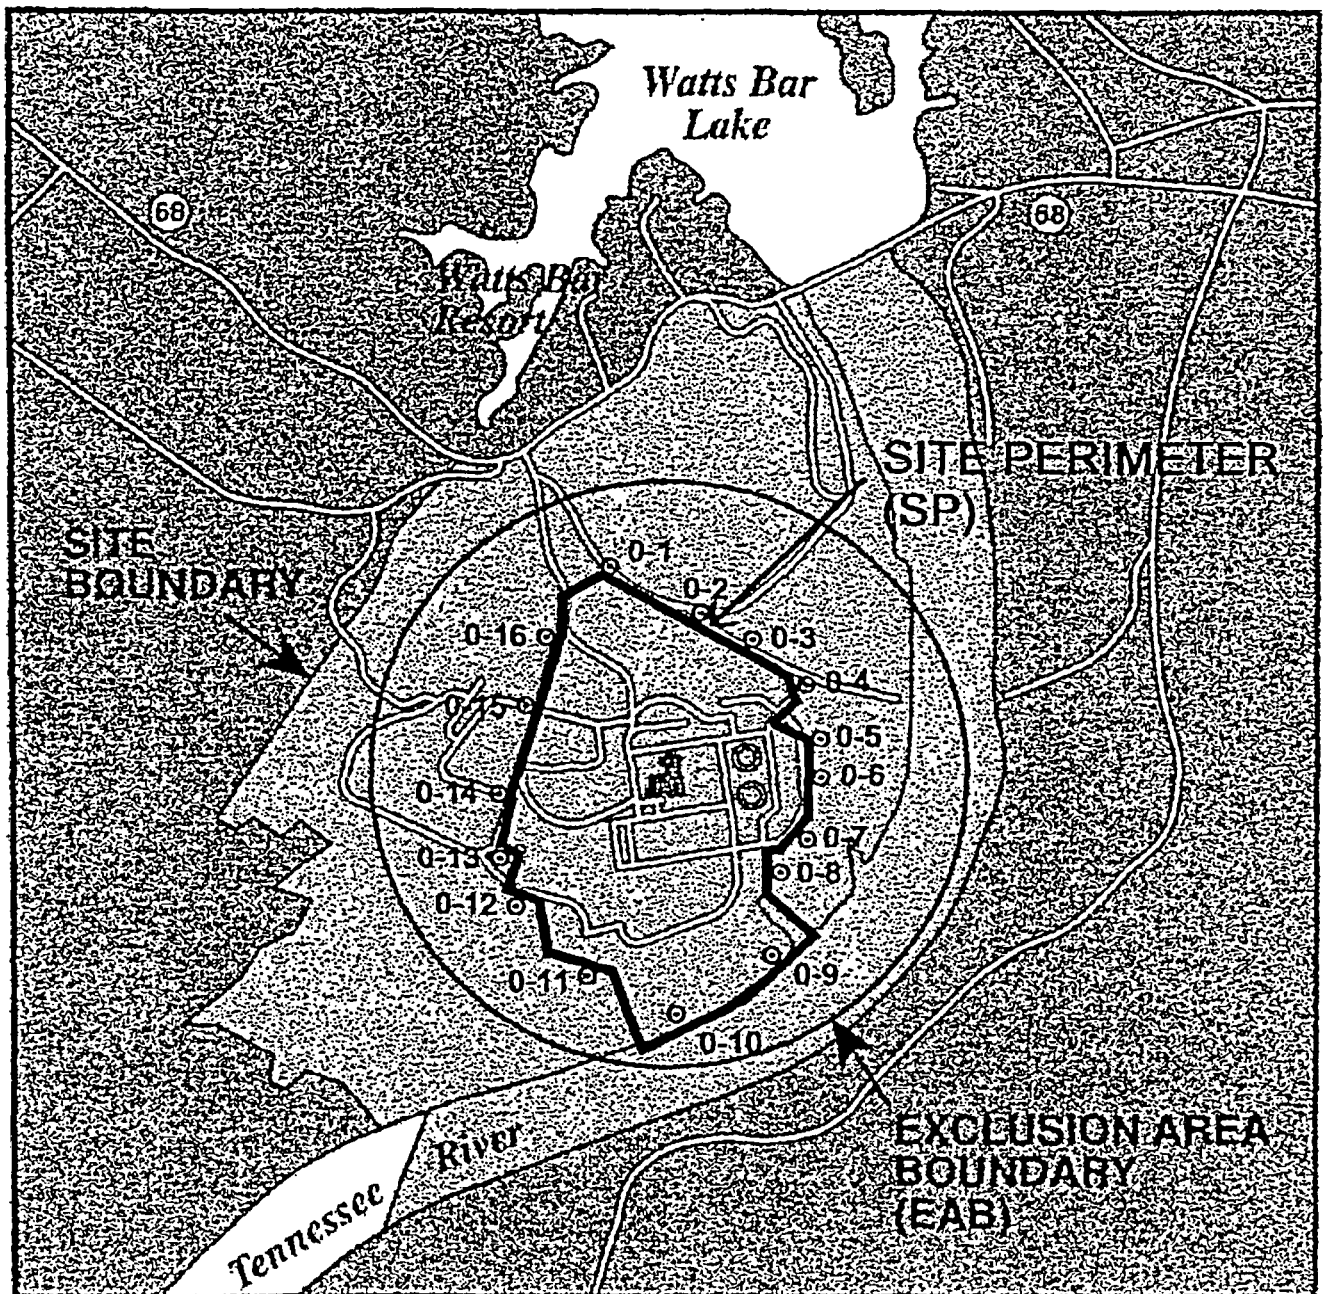 Watts Bar
Lake
68
68
Watts Bar
Resort
SITE PERIMETER
(SP)
SITE
BOUNDARY
0-1
0-2
0-3
0-16
0-4
0-15
0-5
0-6
0-14
0-7
0-13
0-8
0-12
0-11
0-9
0-10
EXCLUSION AREA
BOUNDARY
(EAB)
River
Tennessee